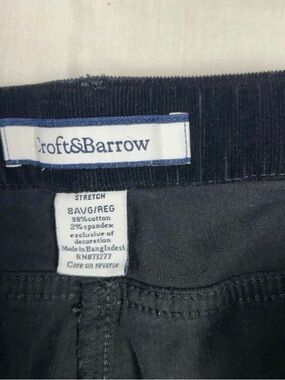 Croft&Barrow
STRETCH
8AVG/REG
98%cotton
2%spandex
exclusive of
decoration
Made in Bangladesh
RN#73277
Care on reverse